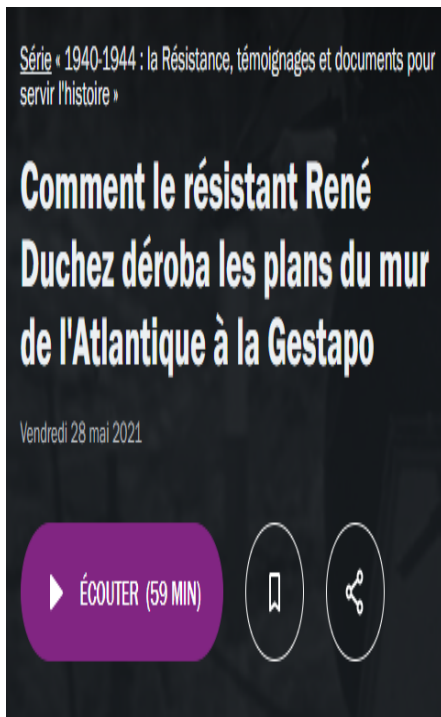 Série « 1940-1944 : la Résistance, témoignages et documents pour
servir l'histoire »
Comment le résistant René
Duchez déroba les plans du mur
de l'Atlantique à la Gestapo
Vendredi 28 mai 2021
ÉCOUTER (59 MIN)